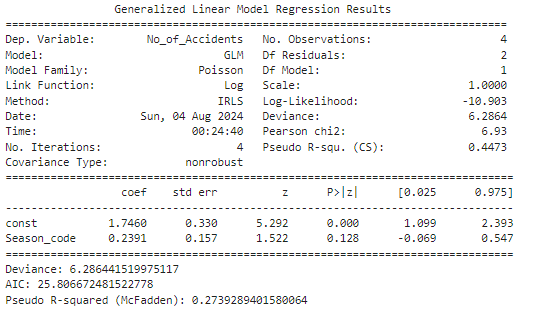 Generalized Linear Model Regression Results
==============================================================================
Dep. Variable:        No_of_Accidents   No. Observations:                    4
Model:                            GLM   Df Residuals:                        2
Model Family:                 Poisson   Df Model:                            1
Link Function:                    Log   Scale:                          1.0000
Method:                          IRLS   Log-Likelihood:                -10.903
Date:                Sun, 04 Aug 2024   Deviance:                       6.2864
Time:                        00:24:40   Pearson chi2:                     6.93
No. Iterations:                     4   Pseudo R-squ. (CS):             0.4473
Covariance Type:            nonrobust
===============================================================================
                  coef    std err          z      P>|z|      [0.025      0.975]
-------------------------------------------------------------------------------
const           1.7460      0.330      5.292      0.000       1.099       2.393
Season_code     0.2391      0.157      1.522      0.128      -0.069       0.547
===============================================================================
Deviance: 6.286441519975117
AIC: 25.806672481522778
Pseudo R-squared (McFadden): 0.2739289401580064